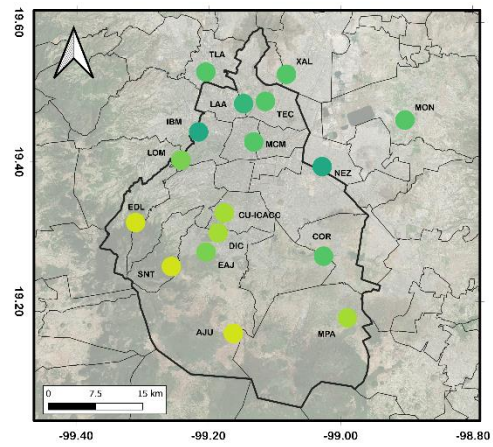 19.60
TLA
XAL
LAA
TEC
MON
IBM
MCM
19.40
LOM
NEZ
EDL
CU-ICACC
DIC
COR
EAJ
SNT
19.20
AJU
MPA
0 7.5 15 km
-99.40 -99.20 -99.00 -98.80